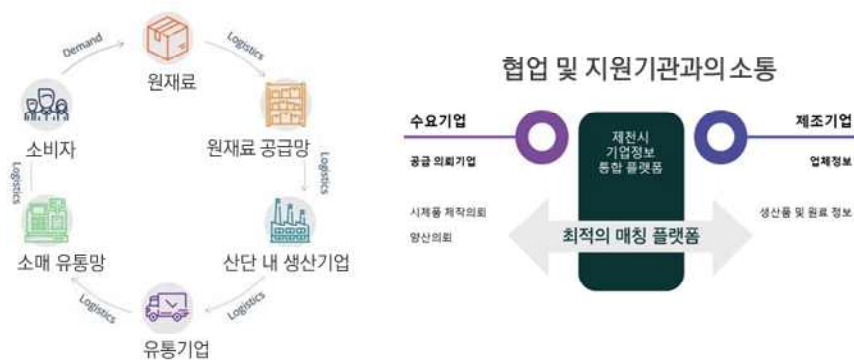 Demand
원재료
Logistics
원재료 공급망
Logistics
산단 내 생산기업
Logistics
유통기업
Logistics
소매 유통망
Logistics
소비자
협업 및 지원기관과의 소통
수요기업
공급 의뢰기업
시제품 제작의뢰
양산의뢰
제천시
기업정보
통합 플랫폼
최적의 매칭 플랫폼
제조기업
업체정보
생산품 및 원료 정보